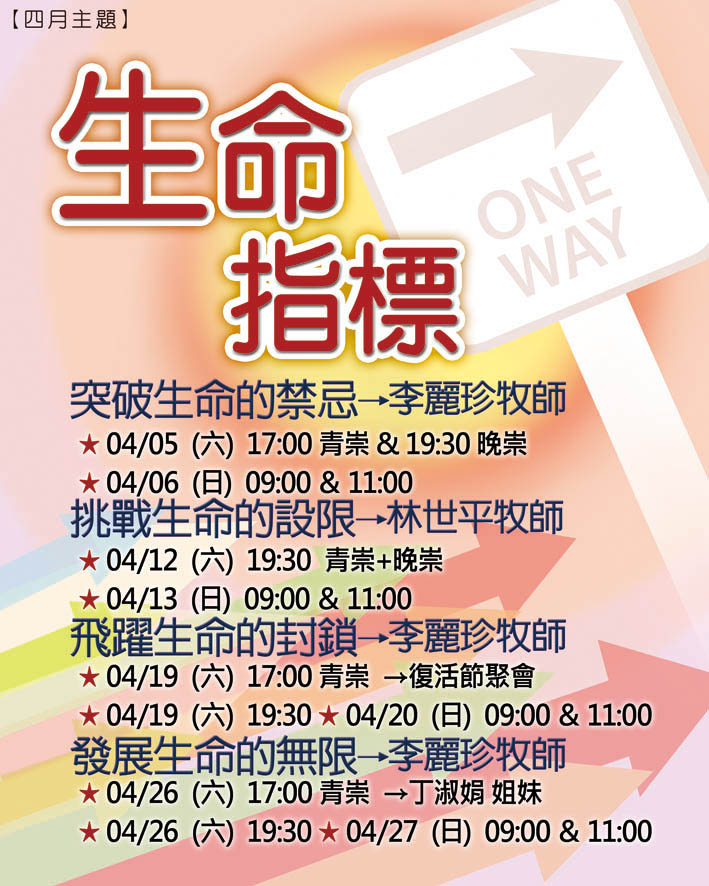 【四月主題】
生命
指標
ONE
WAY
突破生命的禁忌→李麗珍牧師
★ 04/05 (六) 17:00 青崇 & 19:30 晚崇
★ 04/06 (日) 09:00 & 11:00
挑戰生命的設限→林世平牧師
★ 04/12 (六) 19:30 青崇+晚崇
★ 04/13 (日) 09:00 & 11:00
飛躍生命的封鎖→李麗珍牧師
★ 04/19 (六) 17:00 青崇 →復活節聚會
★ 04/19 (六) 19:30 ★ 04/20 (日) 09:00 & 11:00
發展生命的無限→李麗珍牧師
★ 04/26 (六) 17:00 青崇 →丁淑娟 姐妹
★ 04/26 (六) 19:30 ★ 04/27 (日) 09:00 & 11:00